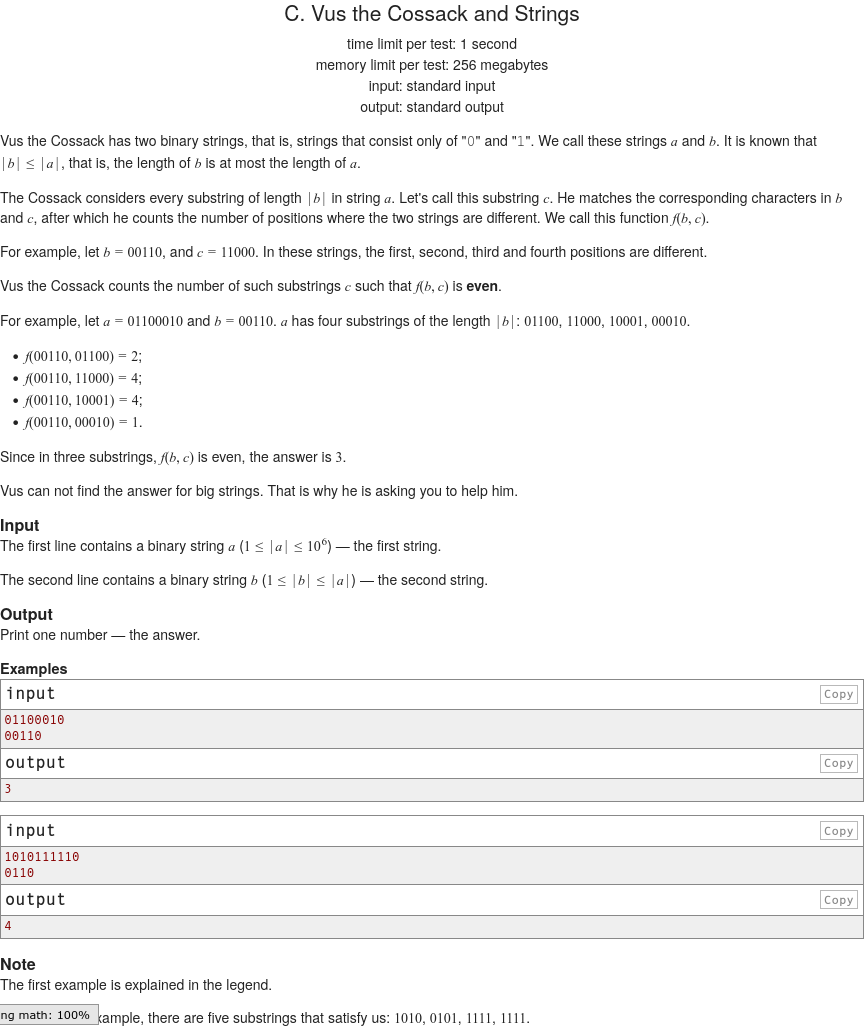 C. Vus the Cossack and Strings
time limit per test: 1 second
memory limit per test: 256 megabytes
input: standard input
output: standard output
Vus the Cossack has two binary strings, that is, strings that consist only of "0" and "1". We call these strings a and b. It is known that
|b| ≤ |a|, that is, the length of b is at most the length of a.
The Cossack considers every substring of length |b| in string a. Let's call this substring c. He matches the corresponding characters in b
and c, after which he counts the number of positions where the two strings are different. We call this function f(b, c).
For example, let b = 00110, and c = 11000. In these strings, the first, second, third and fourth positions are different.
Vus the Cossack counts the number of such substrings c such that f(b, c) is even.
For example, let a = 01100010 and b = 00110. a has four substrings of the length |b|: 01100, 11000, 10001, 00010.
• f(00110, 01100) = 2;
• f(00110, 11000) = 4;
• f(00110, 10001) = 4;
• f(00110, 00010) = 1.
Since in three substrings, f(b, c) is even, the answer is 3.
Vus can not find the answer for big strings. That is why he is asking you to help him.
Input
The first line contains a binary string a (1 ≤ |a| ≤ 10⁶) — the first string.
The second line contains a binary string b (1 ≤ |b| ≤ |a|) — the second string.
Output
Print one number — the answer.
Examples
input Copy
01100010
00110
output Copy
3
input Copy
1010111110
0110
output Copy
4
Note
The first example is explained in the legend.
ng math: 100% xample, there are five substrings that satisfy us: 1010, 0101, 1111, 1111.